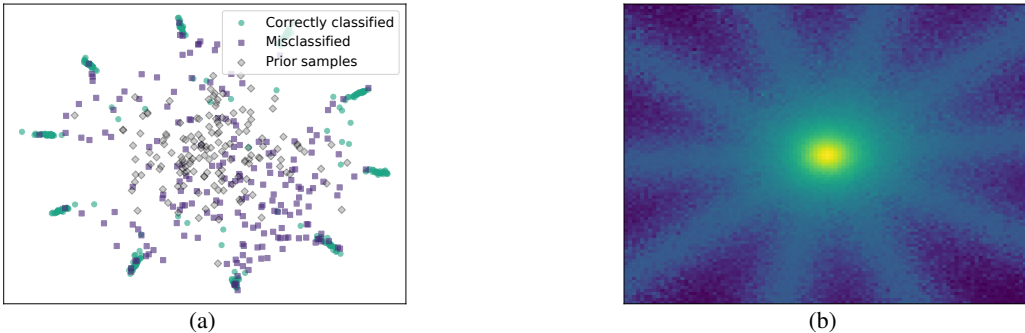 Correctly classified
Misclassified
Prior samples
(a)
(b)